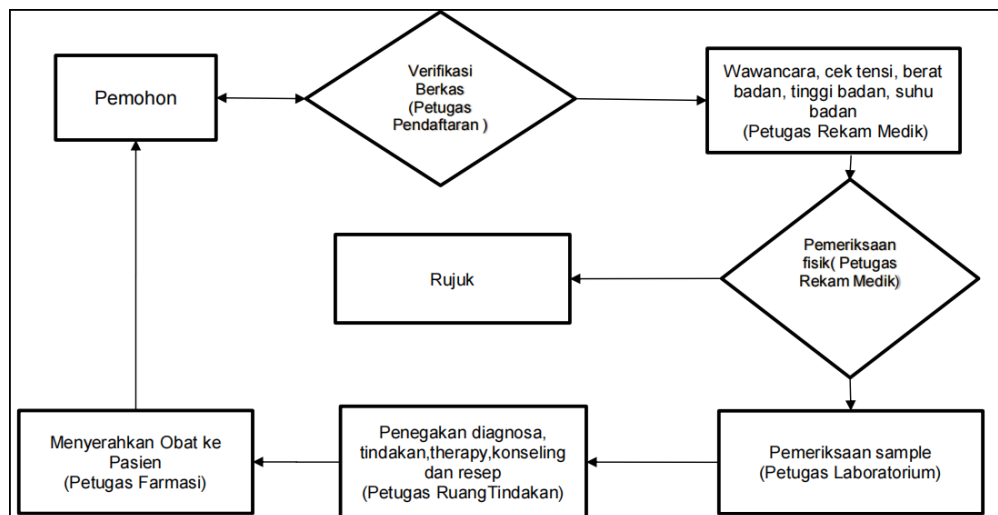 Pemohon
Verifikasi
Berkas
(Petugas
Pendaftaran )
Wawancara, cek tensi, berat
badan, tinggi badan, suhu
badan
(Petugas Rekam Medik)
Pemeriksaan
fisik( Petugas
Rekam Medik)
Rujuk
Pemeriksaan sample
(Petugas Laboratorium)
Penegakan diagnosa,
tindakan,therapy,konseling
dan resep
(Petugas RuangTindakan)
Menyerahkan Obat ke
Pasien
(Petugas Farmasi)